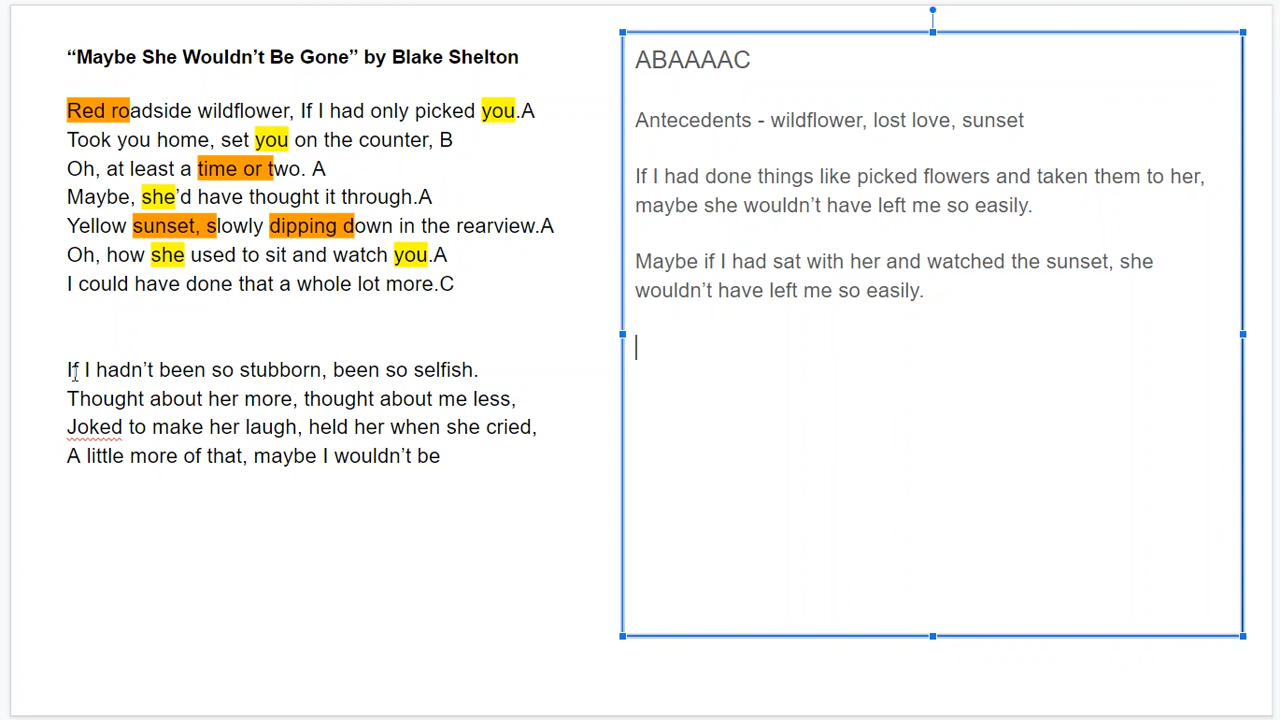 “Maybe She Wouldn’t Be Gone” by Blake Shelton
Red roadside wildflower, If I had only picked you.A
Took you home, set you on the counter, B
Oh, at least a time or two. A
Maybe, she’d have thought it through.A
Yellow sunset, slowly dipping down in the rearview.A
Oh, how she used to sit and watch you.A
I could have done that a whole lot more.C
If I hadn’t been so stubborn, been so selfish.
Thought about her more, thought about me less,
Joked to make her laugh, held her when she cried,
A little more of that, maybe I wouldn’t be
ABAAAAC
Antecedents - wildflower, lost love, sunset
If I had done things like picked flowers and taken them to her,
maybe she wouldn’t have left me so easily.
Maybe if I had sat with her and watched the sunset, she
wouldn’t have left me so easily.